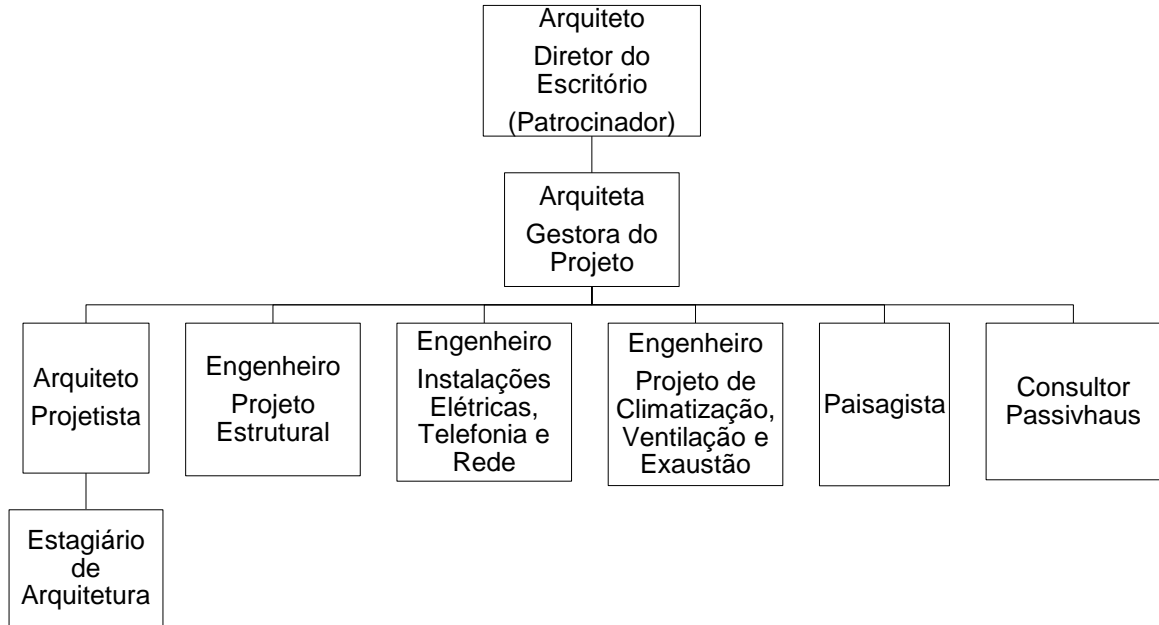 Arquiteto
Diretor do
Escritório
(Patrocinador)
Arquiteta
Gestora do
Projeto
Arquiteto
Projetista
Engenheiro
Projeto
Estrutural
Engenheiro
Instalações
Elétricas,
Telefonia e
Rede
Engenheiro
Projeto de
Climatização,
Ventilação e
Exaustão
Paisagista
Consultor
Passivhaus
Estagiário
de
Arquitetura